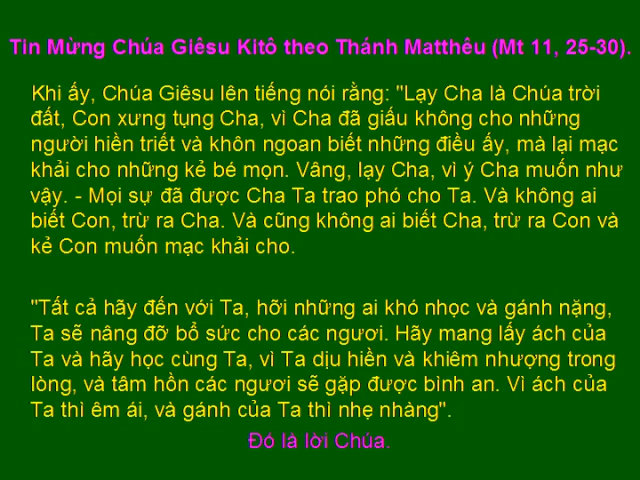 Tin Mừng Chúa Giêsu Kitô theo Thánh Matthêu (Mt 11, 25-30).
Khi ấy, Chúa Giêsu lên tiếng nói rằng: "Lạy Cha là Chúa trời
đất, Con xưng tụng Cha, vì Cha đã giấu không cho những
người hiền triết và khôn ngoan biết những điều ấy, mà lại mạc
khải cho những kẻ bé mọn. Vâng, lạy Cha, vì ý Cha muốn như
vậy. - Mọi sự đã được Cha Ta trao phó cho Ta. Và không ai
biết Con, trừ ra Cha. Và cũng không ai biết Cha, trừ ra Con và
kẻ Con muốn mạc khải cho.
"Tất cả hãy đến với Ta, hỡi những ai khó nhọc và gánh nặng,
Ta sẽ nâng đỡ bổ sức cho các ngươi. Hãy mang lấy ách của
Ta và hãy học cùng Ta, vì Ta dịu hiền và khiêm nhượng trong
lòng, và tâm hồn các ngươi sẽ gặp được bình an. Vì ách của
Ta thì êm ái, và gánh của Ta thì nhẹ nhàng".
Đó là lời Chúa.